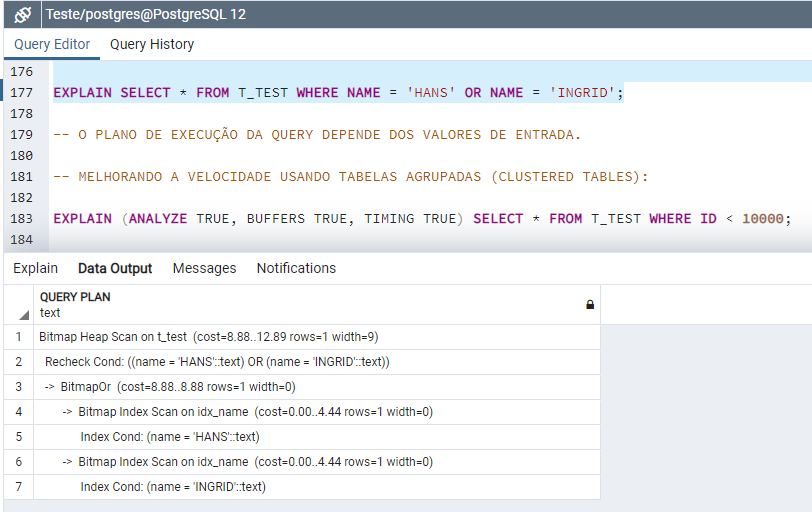 Teste/postgres@PostgreSQL 12
Query Editor Query History
176
177 EXPLAIN SELECT * FROM T_TEST WHERE NAME = 'HANS' OR NAME = 'INGRID';
178
179 -- O PLANO DE EXECUÇÃO DA QUERY DEPENDE DOS VALORES DE ENTRADA.
180
181 -- MELHORANDO A VELOCIDADE USANDO TABELAS AGRUPADAS (CLUSTERED TABLES):
182
183 EXPLAIN (ANALYZE TRUE, BUFFERS TRUE, TIMING TRUE) SELECT * FROM T_TEST WHERE ID < 10000;
184
Explain Data Output Messages Notifications
QUERY PLAN
text
1 Bitmap Heap Scan on t_test (cost=8.88..12.89 rows=1 width=9)
2 Recheck Cond: ((name = 'HANS'::text) OR (name = 'INGRID'::text))
3 -> BitmapOr (cost=8.88..8.88 rows=1 width=0)
4 -> Bitmap Index Scan on idx_name (cost=0.00..4.44 rows=1 width=0)
5 Index Cond: (name = 'HANS'::text)
6 -> Bitmap Index Scan on idx_name (cost=0.00..4.44 rows=1 width=0)
7 Index Cond: (name = 'INGRID'::text)